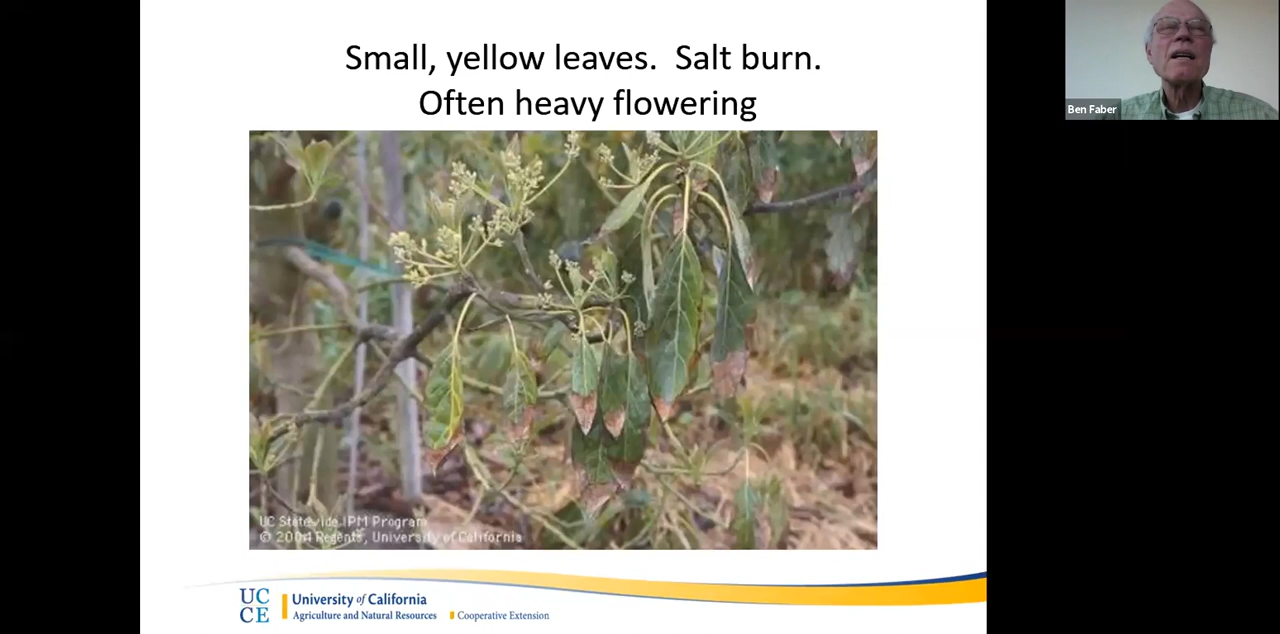 Small, yellow leaves.  Salt burn.
Often heavy flowering
Ben Faber
UC Statewide IPM Program
© 2004 Regents, University of California
UC
CE
University of California
Agriculture and Natural Resources
Cooperative Extension